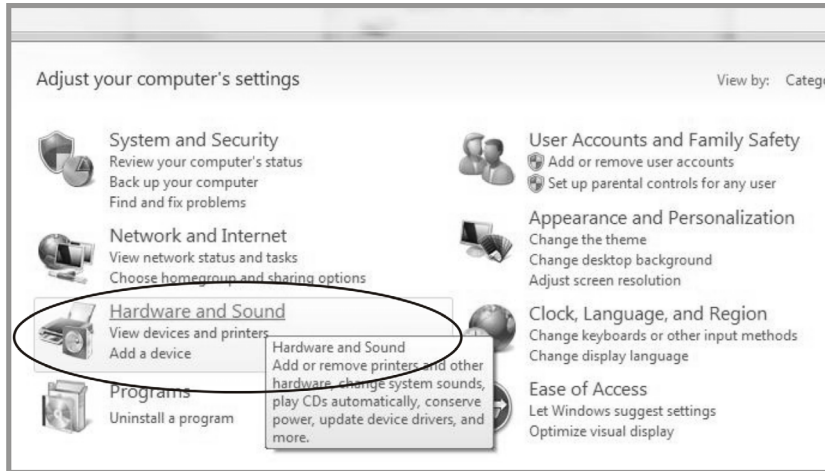 Adjust your computer's settings
View by:
System and Security
Review your computer's status
Back up your computer
Find and fix problems
Network and Internet
View network status and tasks
Choose homegroup and sharing options
Hardware and Sound
View devices and printers
Add a device
Hardware and Sound
Add or remove printers and other
hardware, change system sounds,
play CDs automatically, conserve
power, update device drivers, and
more.
Programs
Uninstall a program
User Accounts and Family Safety
Add or remove user accounts
Set up parental controls for any user
Appearance and Personalization
Change the theme
Change desktop background
Adjust screen resolution
Clock, Language, and Region
Change keyboards or other input methods
Change display language
Ease of Access
Let Windows suggest settings
Optimize visual display